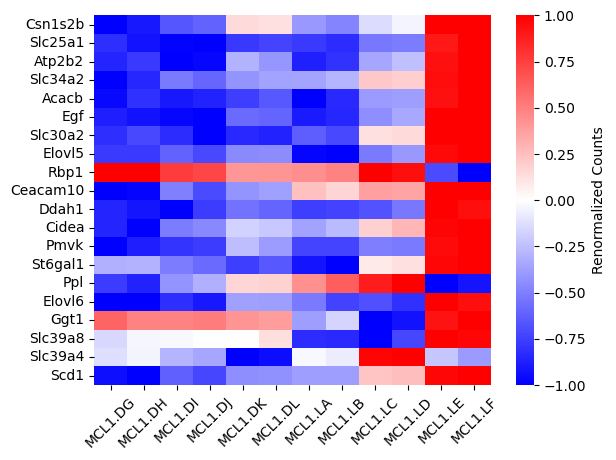 Csn1s2b
Slc25a1
Atp2b2
Slc34a2
Acacb
Egf
Slc30a2
Elovl5
Rbp1
Ceacam10
Ddah1
Cidea
Pmvk
St6gal1
Ppl
Elovl6
Ggt1
Slc39a8
Slc39a4
Scd1
MCL1.DG
MCL1.DH
MCL1.DI
MCL1.DJ
MCL1.DK
MCL1.DL
MCL1.LA
MCL1.LB
MCL1.LC
MCL1.LD
MCL1.LE
MCL1.LF
1.00
0.75
0.50
0.25
0.00
−0.25
−0.50
−0.75
−1.00
Renormalized Counts